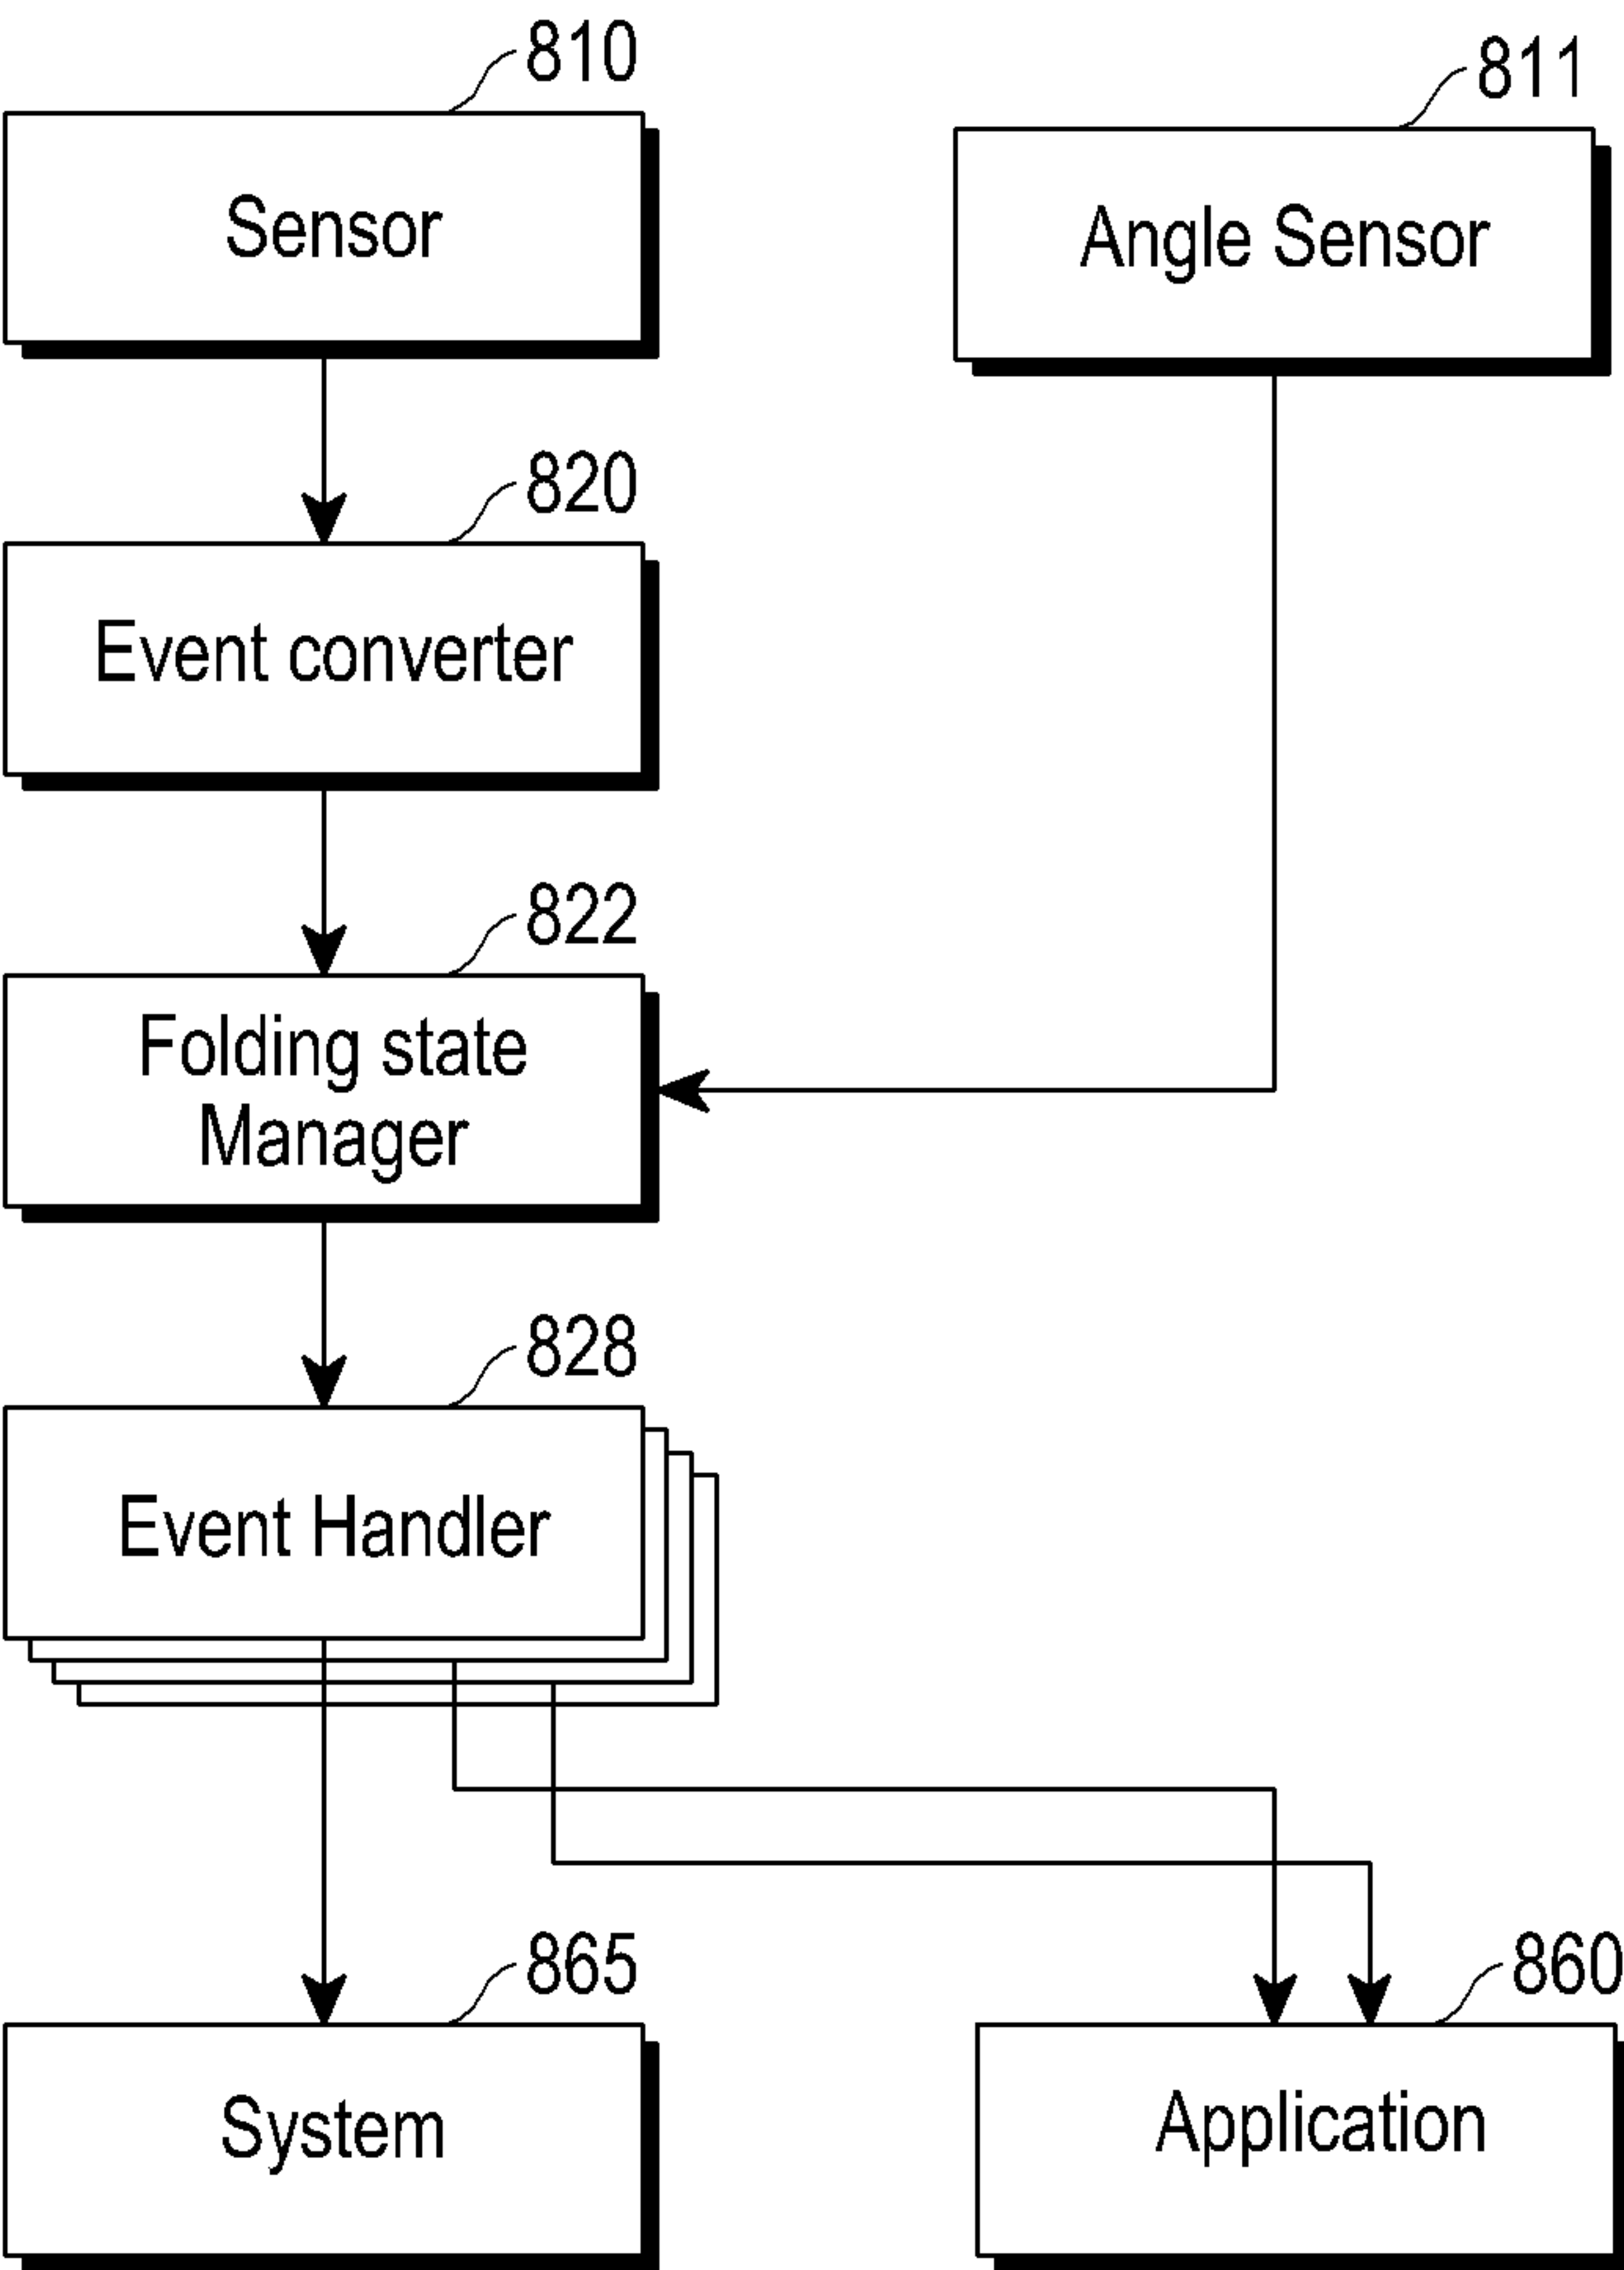 810
811
Sensor
Angle Sensor
820
Event converter
822
Folding state
Manager
828
Event Handler
865
860
System
Application